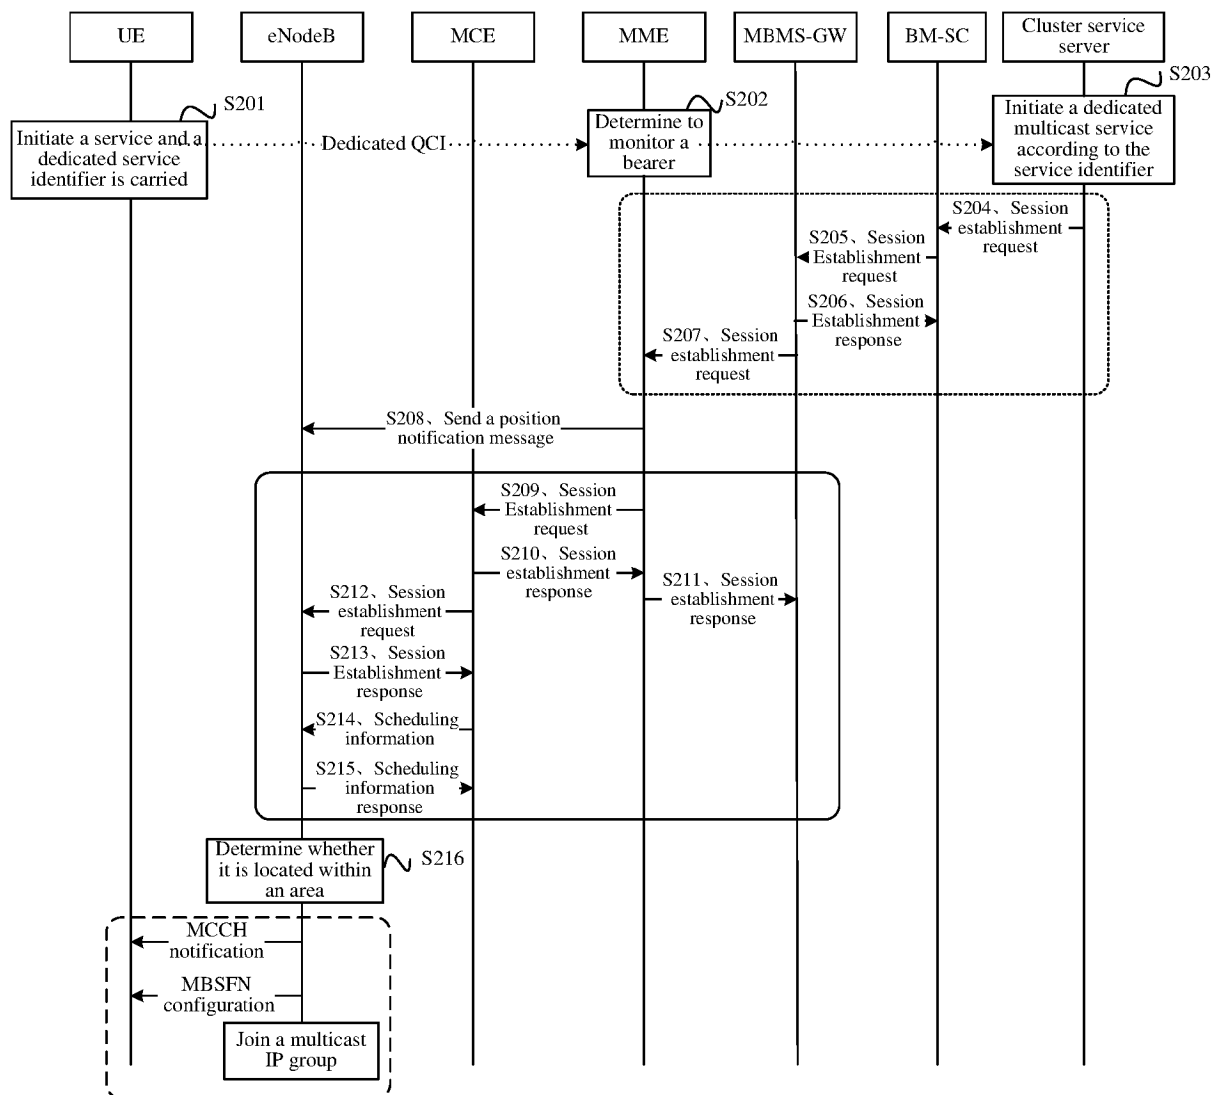 UE
eNodeB
MCE
MME
MBMS-GW
BM-SC
Cluster service
server
S201
S202
S203
Initiate a service and a
dedicated service
identifier is carried
Dedicated QCI
Determine to
monitor a
bearer
Initiate a dedicated
multicast service
according to the
service identifier
S204、Session
establishment
request
S205、Session
Establishment
request
S206、Session
Establishment
response
S207、Session
establishment
request
S208、Send a position
notification message
S209、Session
Establishment
request
S210、Session
establishment
response
S211、Session
establishment
response
S212、Session
establishment
request
S213、Session
Establishment
response
S214、Scheduling
information
S215、Scheduling
information
response
Determine whether
it is located within
an area
S216
MCCH
notification
MBSFN
configuration
Join a multicast
IP group